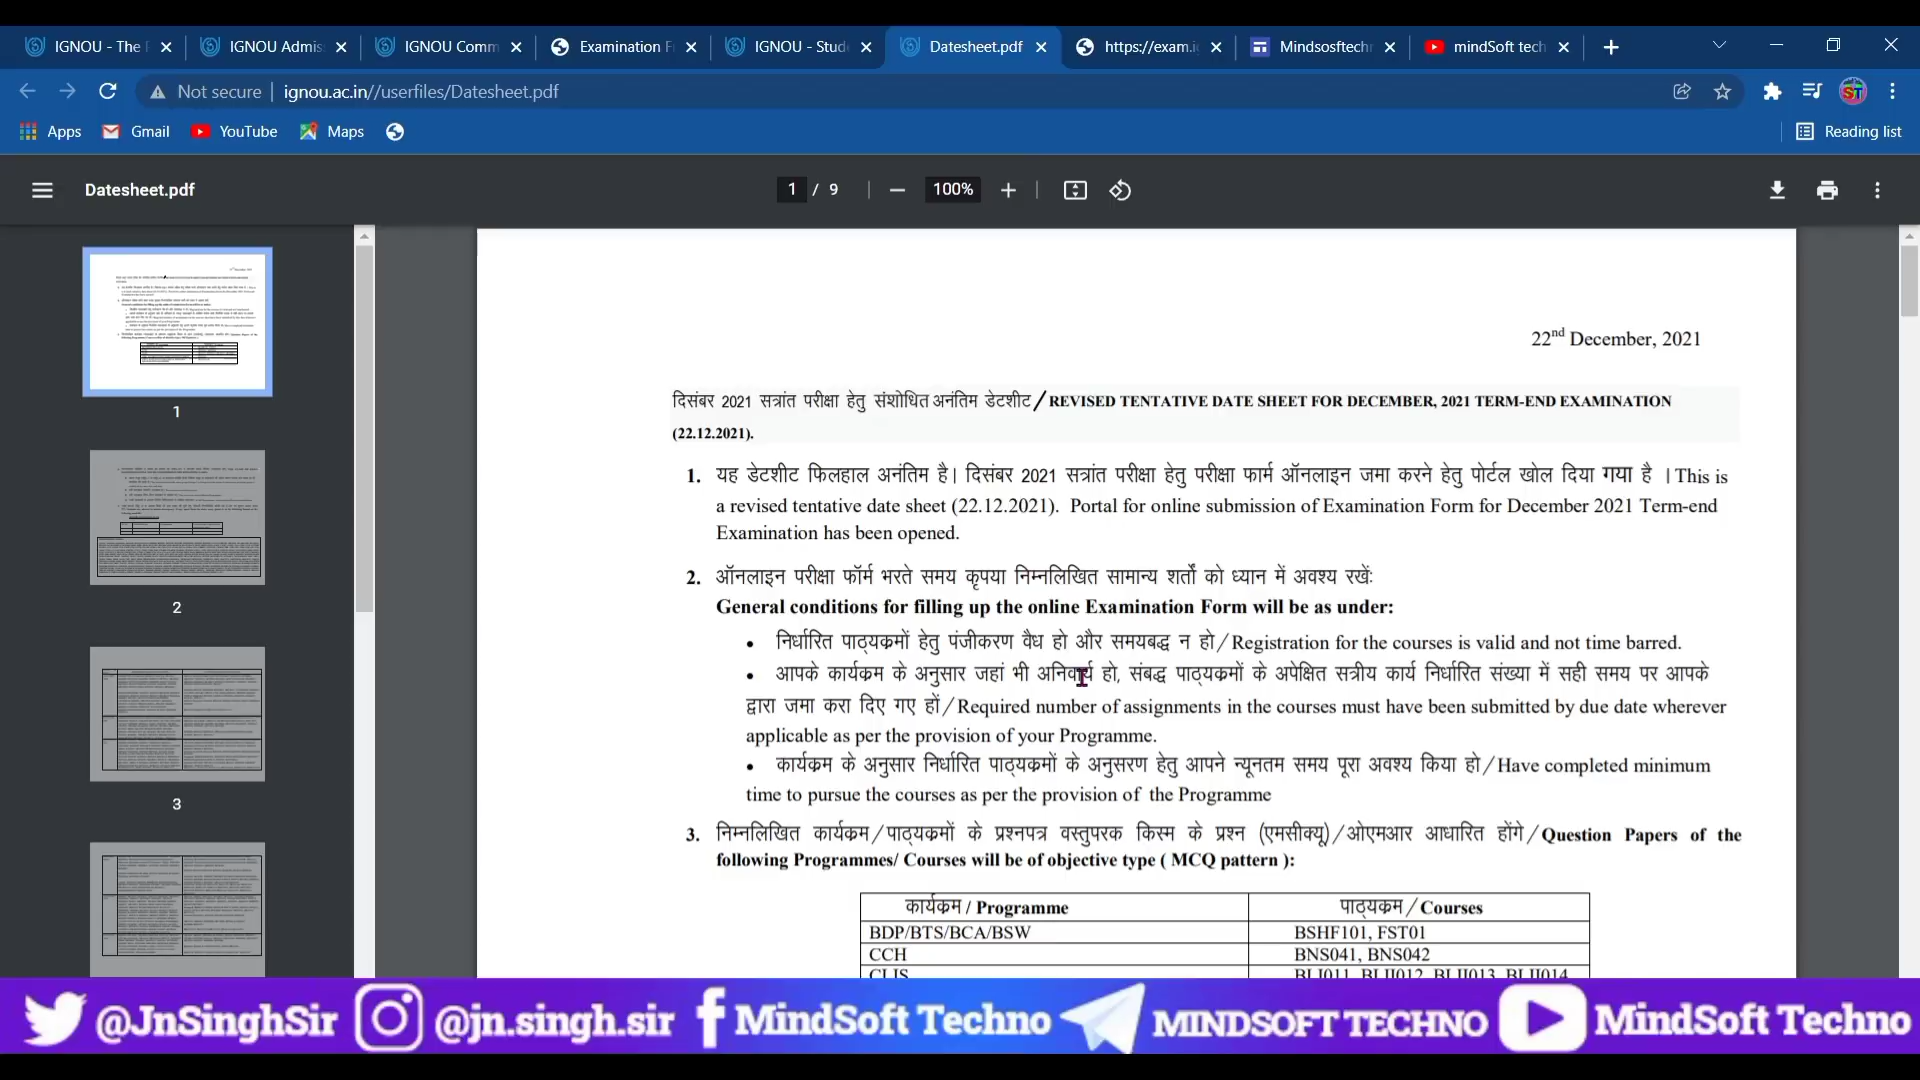 IGNOU - The
IGNOU Admis
IGNOU Comm
Examination F
IGNOU - Stud
Datesheet.pdf
https://exam.i
Mindsosftech
mindSoft tech
Not secure | ignou.ac.in//userfiles/Datesheet.pdf
Apps Gmail YouTube Maps Reading list
Datesheet.pdf 1 / 9 100%
1
2
3
22nd December, 2021
दिसंबर 2021 सत्रांत परीक्षा हेतु संशोधित अनंतिम डेटशीट/REVISED TENTATIVE DATE SHEET FOR DECEMBER, 2021 TERM-END EXAMINATION
(22.12.2021).
1. यह डेटशीट फिलहाल अनंतिम है। दिसंबर 2021 सत्रांत परीक्षा हेतु परीक्षा फार्म ऑनलाइन जमा करने हेतु पोर्टल खोल दिया गया है ।This is
a revised tentative date sheet (22.12.2021). Portal for online submission of Examination Form for December 2021 Term-end
Examination has been opened.
2. ऑनलाइन परीक्षा फॉर्म भरते समय कृपया निम्नलिखित सामान्य शर्तों को ध्यान में अवश्य रखें:
General conditions for filling up the online Examination Form will be as under:
• निर्धारित पाठ्यक्रमों हेतु पंजीकरण वैध हो और समयबद्ध न हो/Registration for the courses is valid and not time barred.
• आपके कार्यक्रम के अनुसार जहां भी अनिवार्य हो, संबद्ध पाठ्यक्रमों के अपेक्षित सत्रीय कार्य निर्धारित संख्या में सही समय पर आपके
द्वारा जमा करा दिए गए हों/Required number of assignments in the courses must have been submitted by due date wherever
applicable as per the provision of your Programme.
• कार्यक्रम के अनुसार निर्धारित पाठ्यक्रमों के अनुसरण हेतु आपने न्यूनतम समय पूरा अवश्य किया हो/Have completed minimum
time to pursue the courses as per the provision of the Programme
3. निम्नलिखित कार्यक्रम/पाठ्यक्रमों के प्रश्नपत्र वस्तुपरक किस्म के प्रश्न (एमसीक्यू)/ओएमआर आधारित होंगे/Question Papers of the
following Programmes/ Courses will be of objective type ( MCQ pattern ):
कार्यक्रम / Programme पाठ्यक्रम / Courses
BDP/BTS/BCA/BSW BSHF101, FST01
CCH BNS041, BNS042
CLIS BLI011, BLII012, BLII013, BLII014
@JnSinghSir @jn.singh.sir MindSoft Techno MINDSOFT TECHNO MindSoft Techno